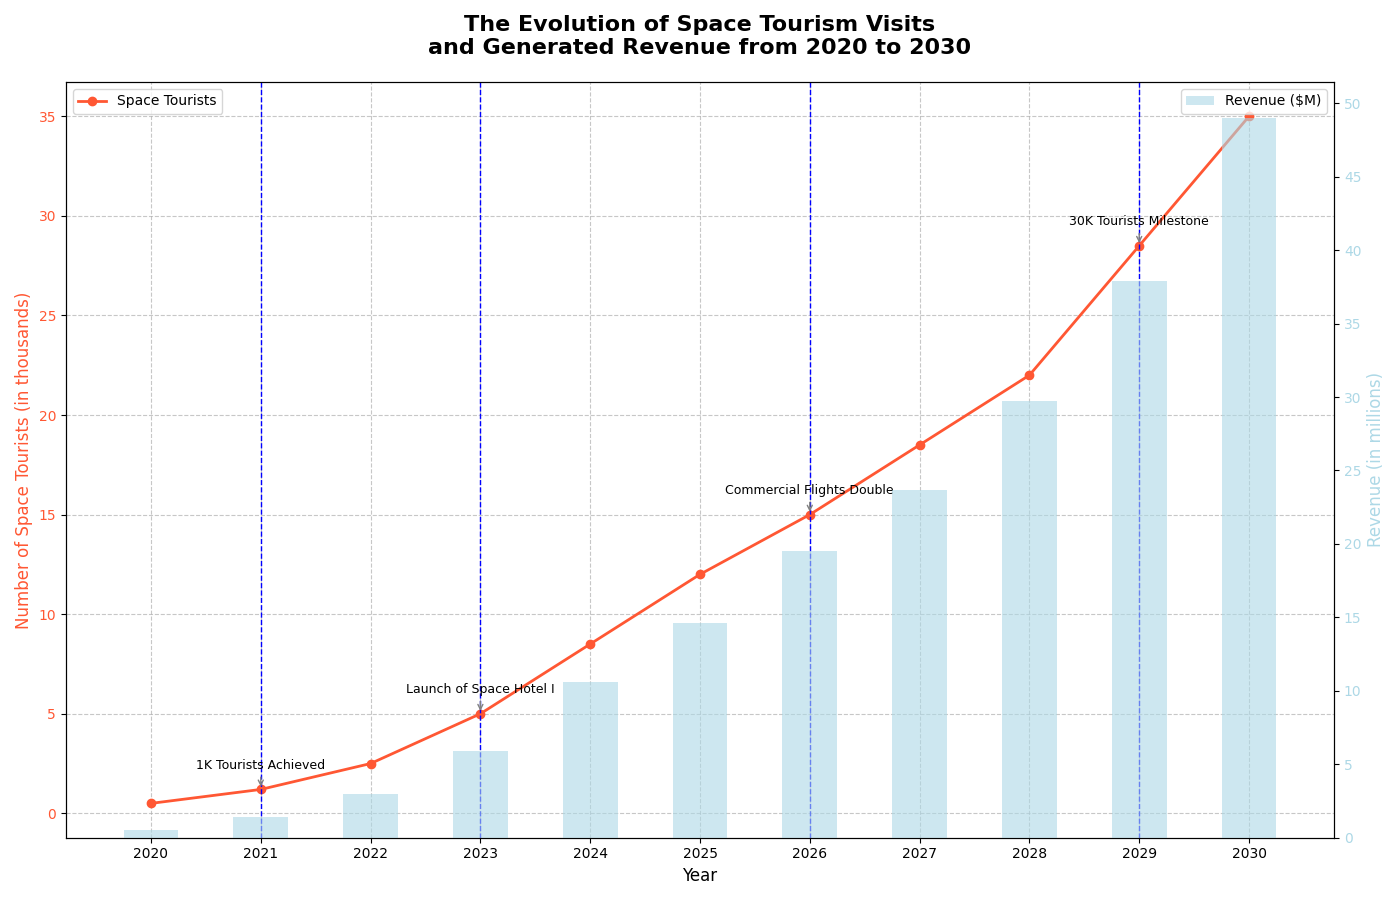 The Evolution of Space Tourism Visits
and Generated Revenue from 2020 to 2030
Space Tourists
Revenue ($M)
Number of Space Tourists (in thousands)
35
30
25
20
15
10
5
0
1K Tourists Achieved
Launch of Space Hotel I
Commercial Flights Double
30K Tourists Milestone
50
45
40
35
30
25
20
15
10
5
0
Revenue (in millions)
2020 2021 2022 2023 2024 2025 2026 2027 2028 2029 2030
Year